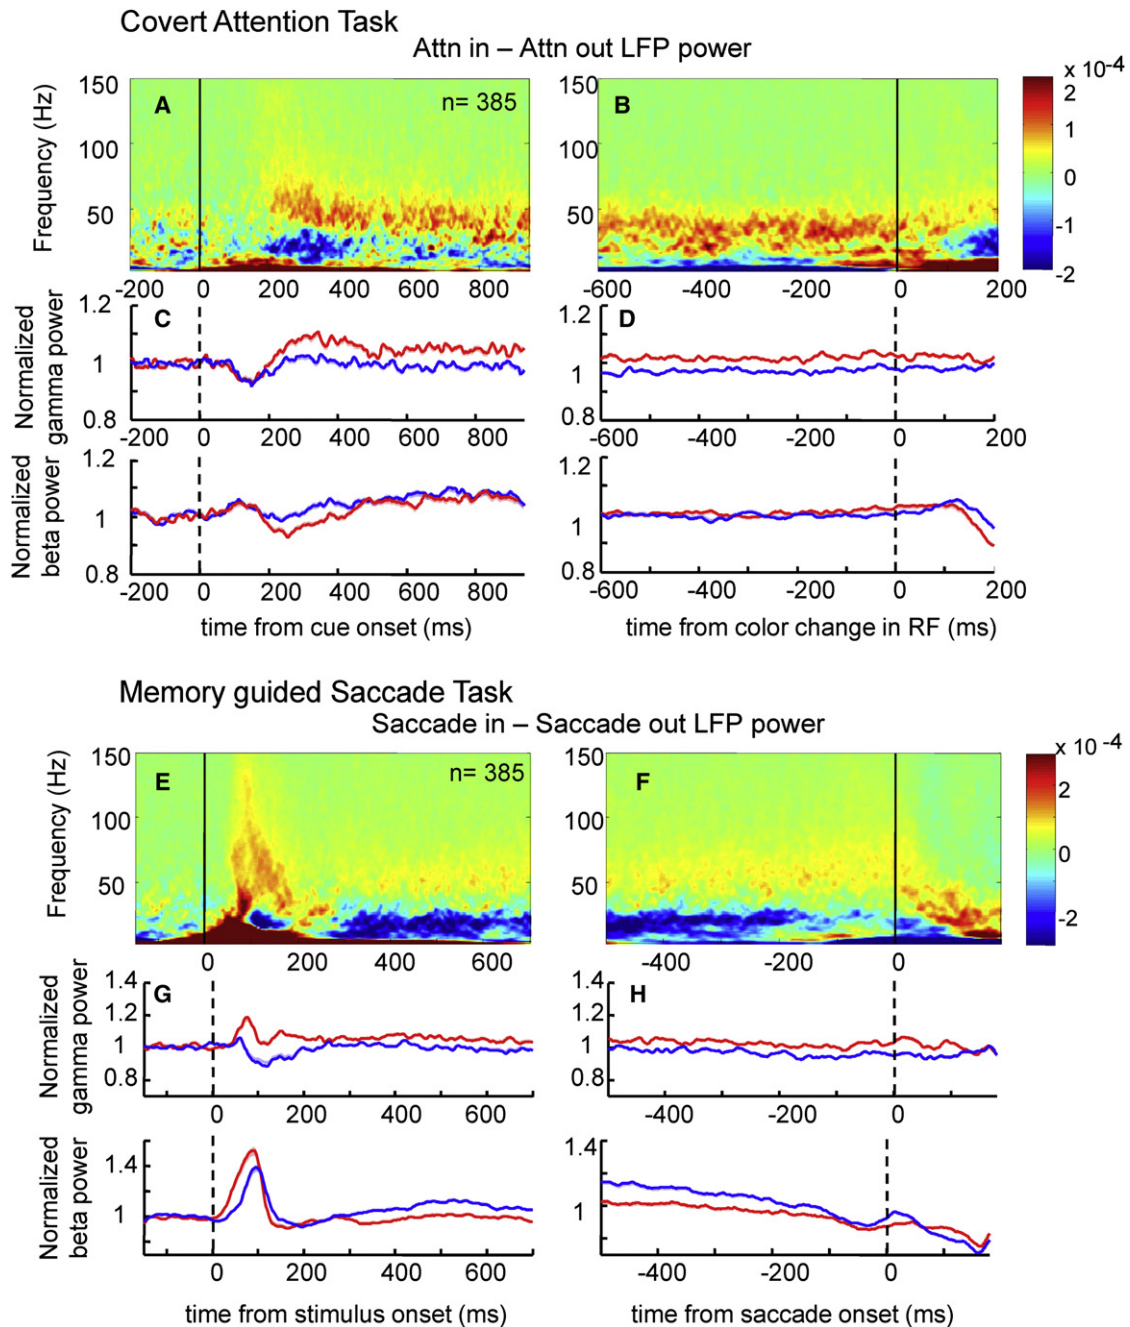 Covert Attention Task
Attn in – Attn out LFP power
Frequency (Hz)
150
100
50
A
n= 385
-200 0 200 400 600 800
B
-600 -400 -200 0 200
x 10-4
2
1
0
-1
-2
Normalized
gamma power
1.2
1
0.8
C
-200 0 200 400 600 800
1.2
1
0.8
D
-600 -400 -200 0 200
Normalized
beta power
1.2
1
0.8
-200 0 200 400 600 800
time from cue onset (ms)
1.2
1
0.8
-600 -400 -200 0 200
time from color change in RF (ms)
Memory guided Saccade Task
Saccade in – Saccade out LFP power
Frequency (Hz)
150
100
50
E
n= 385
0 200 400 600
150
100
50
F
-400 -200 0
x 10-4
2
0
-2
Normalized
gamma power
1.4
1.2
1
0.8
G
0 200 400 600
1.4
1.2
1
0.8
H
-400 -200 0
Normalized
beta power
1.4
1
0 200 400 600
time from stimulus onset (ms)
1.4
1
-400 -200 0
time from saccade onset (ms)
150
100
50